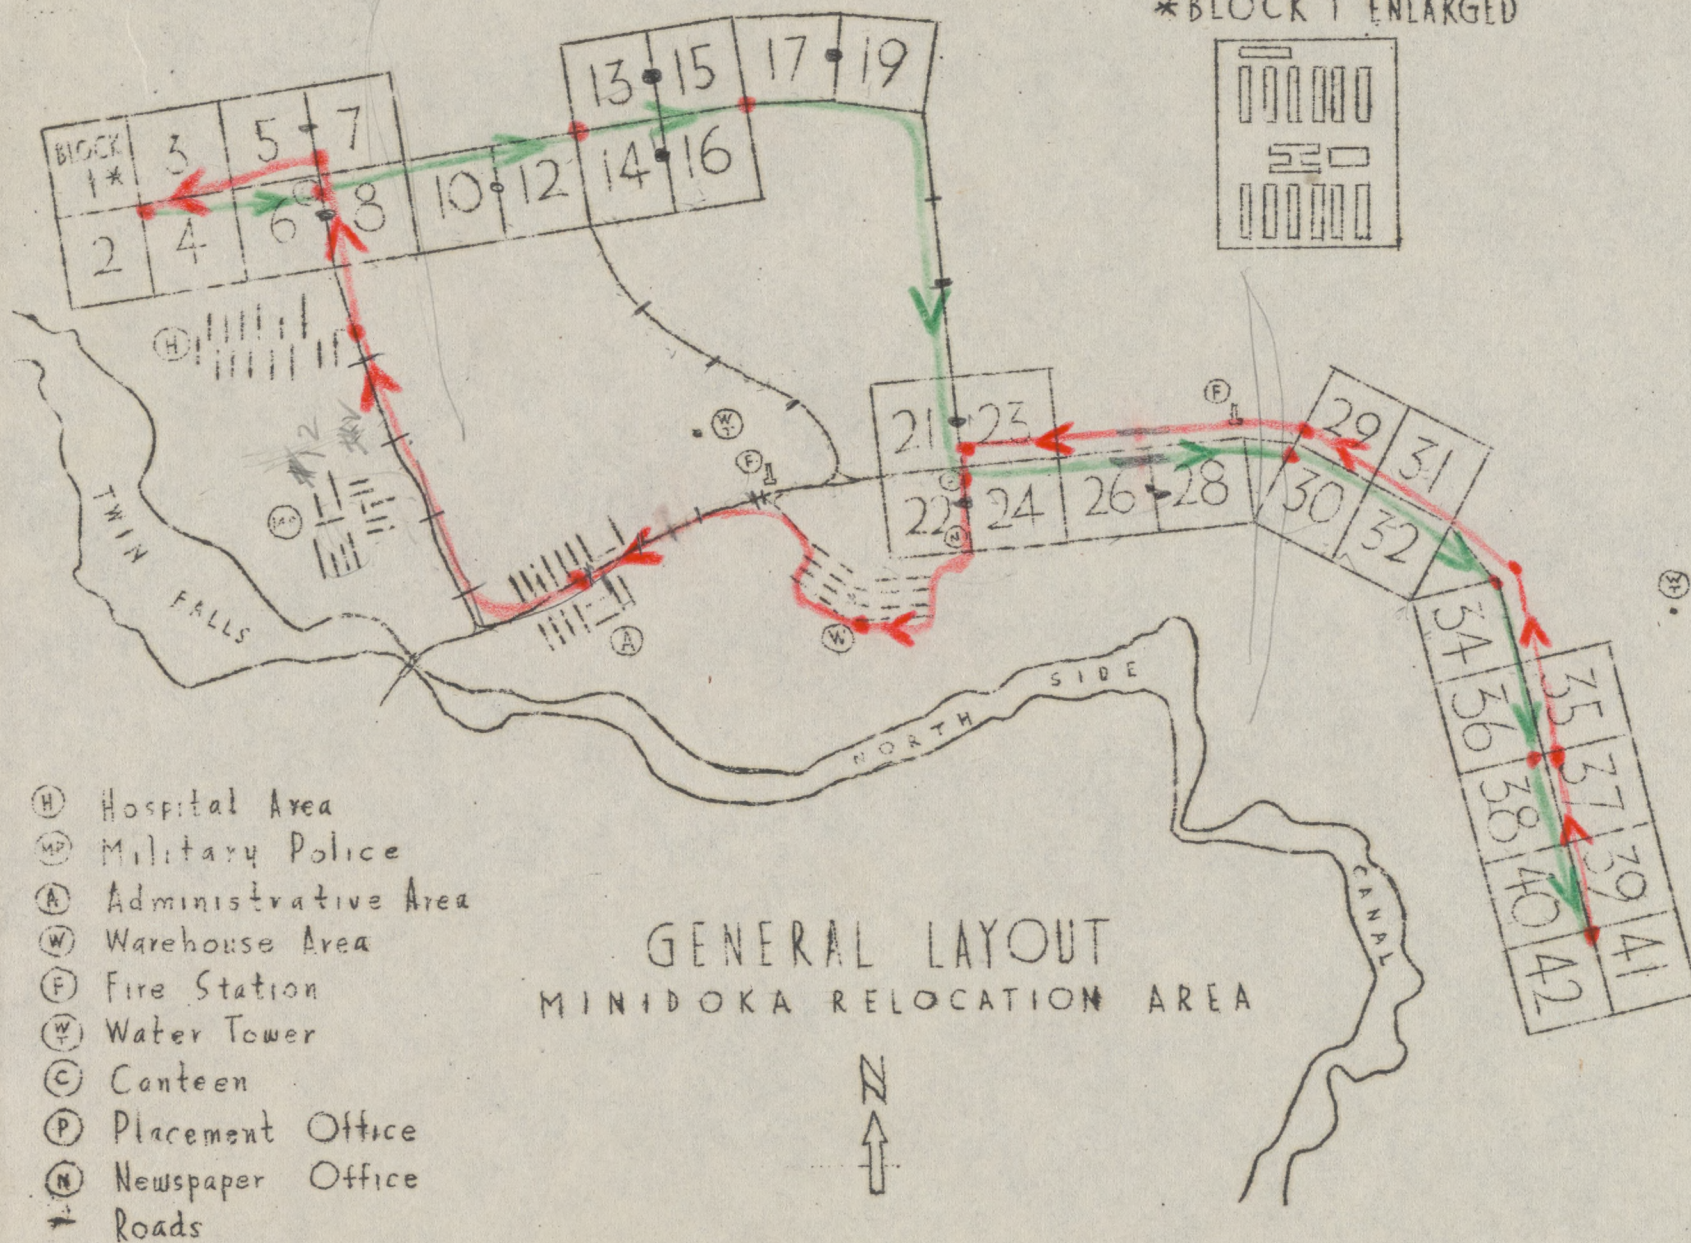 *BLOCK 1 ENLARGED
13 15 17 19
BLOCK 1* 3 5 7
2 4 6 8 10 12 14 16
H
#12
MP
TWIN FALLS
W T
F
A
W
21 23
22 24 26 28
C
N
F
29 31
30 32
W T
34 36 38 40 42
35 37 39 41
NORTH SIDE CANAL
H Hospital Area
MP Military Police
A Administrative Area
W Warehouse Area
F Fire Station
W T Water Tower
C Canteen
P Placement Office
N Newspaper Office
Roads
GENERAL LAYOUT
MINIDOKA RELOCATION AREA
N